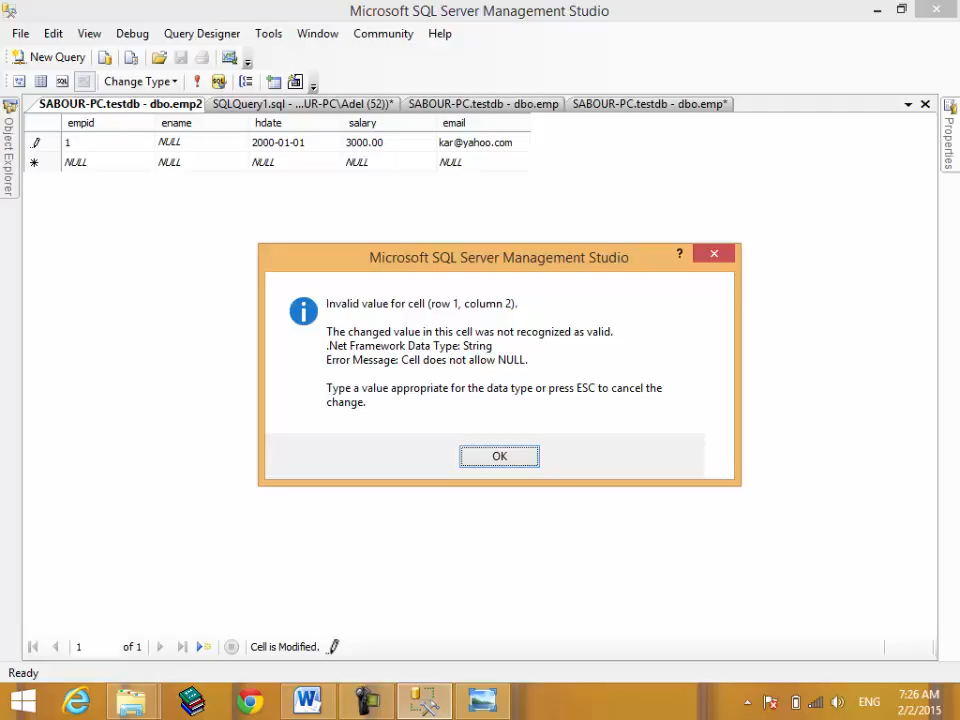 Microsoft SQL Server Management Studio
File Edit View Debug Query Designer Tools Window Community Help
New Query
Change Type
SABOUR-PC.testdb - dbo.emp2 SQLQuery1.sql - ...UR-PC\Adel (52))* SABOUR-PC.testdb - dbo.emp SABOUR-PC.testdb - dbo.emp*
Object Explorer
Properties
empid ename hdate salary email
1 NULL 2000-01-01 3000.00 kar@yahoo.com
NULL NULL NULL NULL NULL
Microsoft SQL Server Management Studio
Invalid value for cell (row 1, column 2).
The changed value in this cell was not recognized as valid.
.Net Framework Data Type: String
Error Message: Cell does not allow NULL.
Type a value appropriate for the data type or press ESC to cancel the
change.
OK
1 of 1 Cell is Modified.
Ready
ENG
7:26 AM
2/2/2015